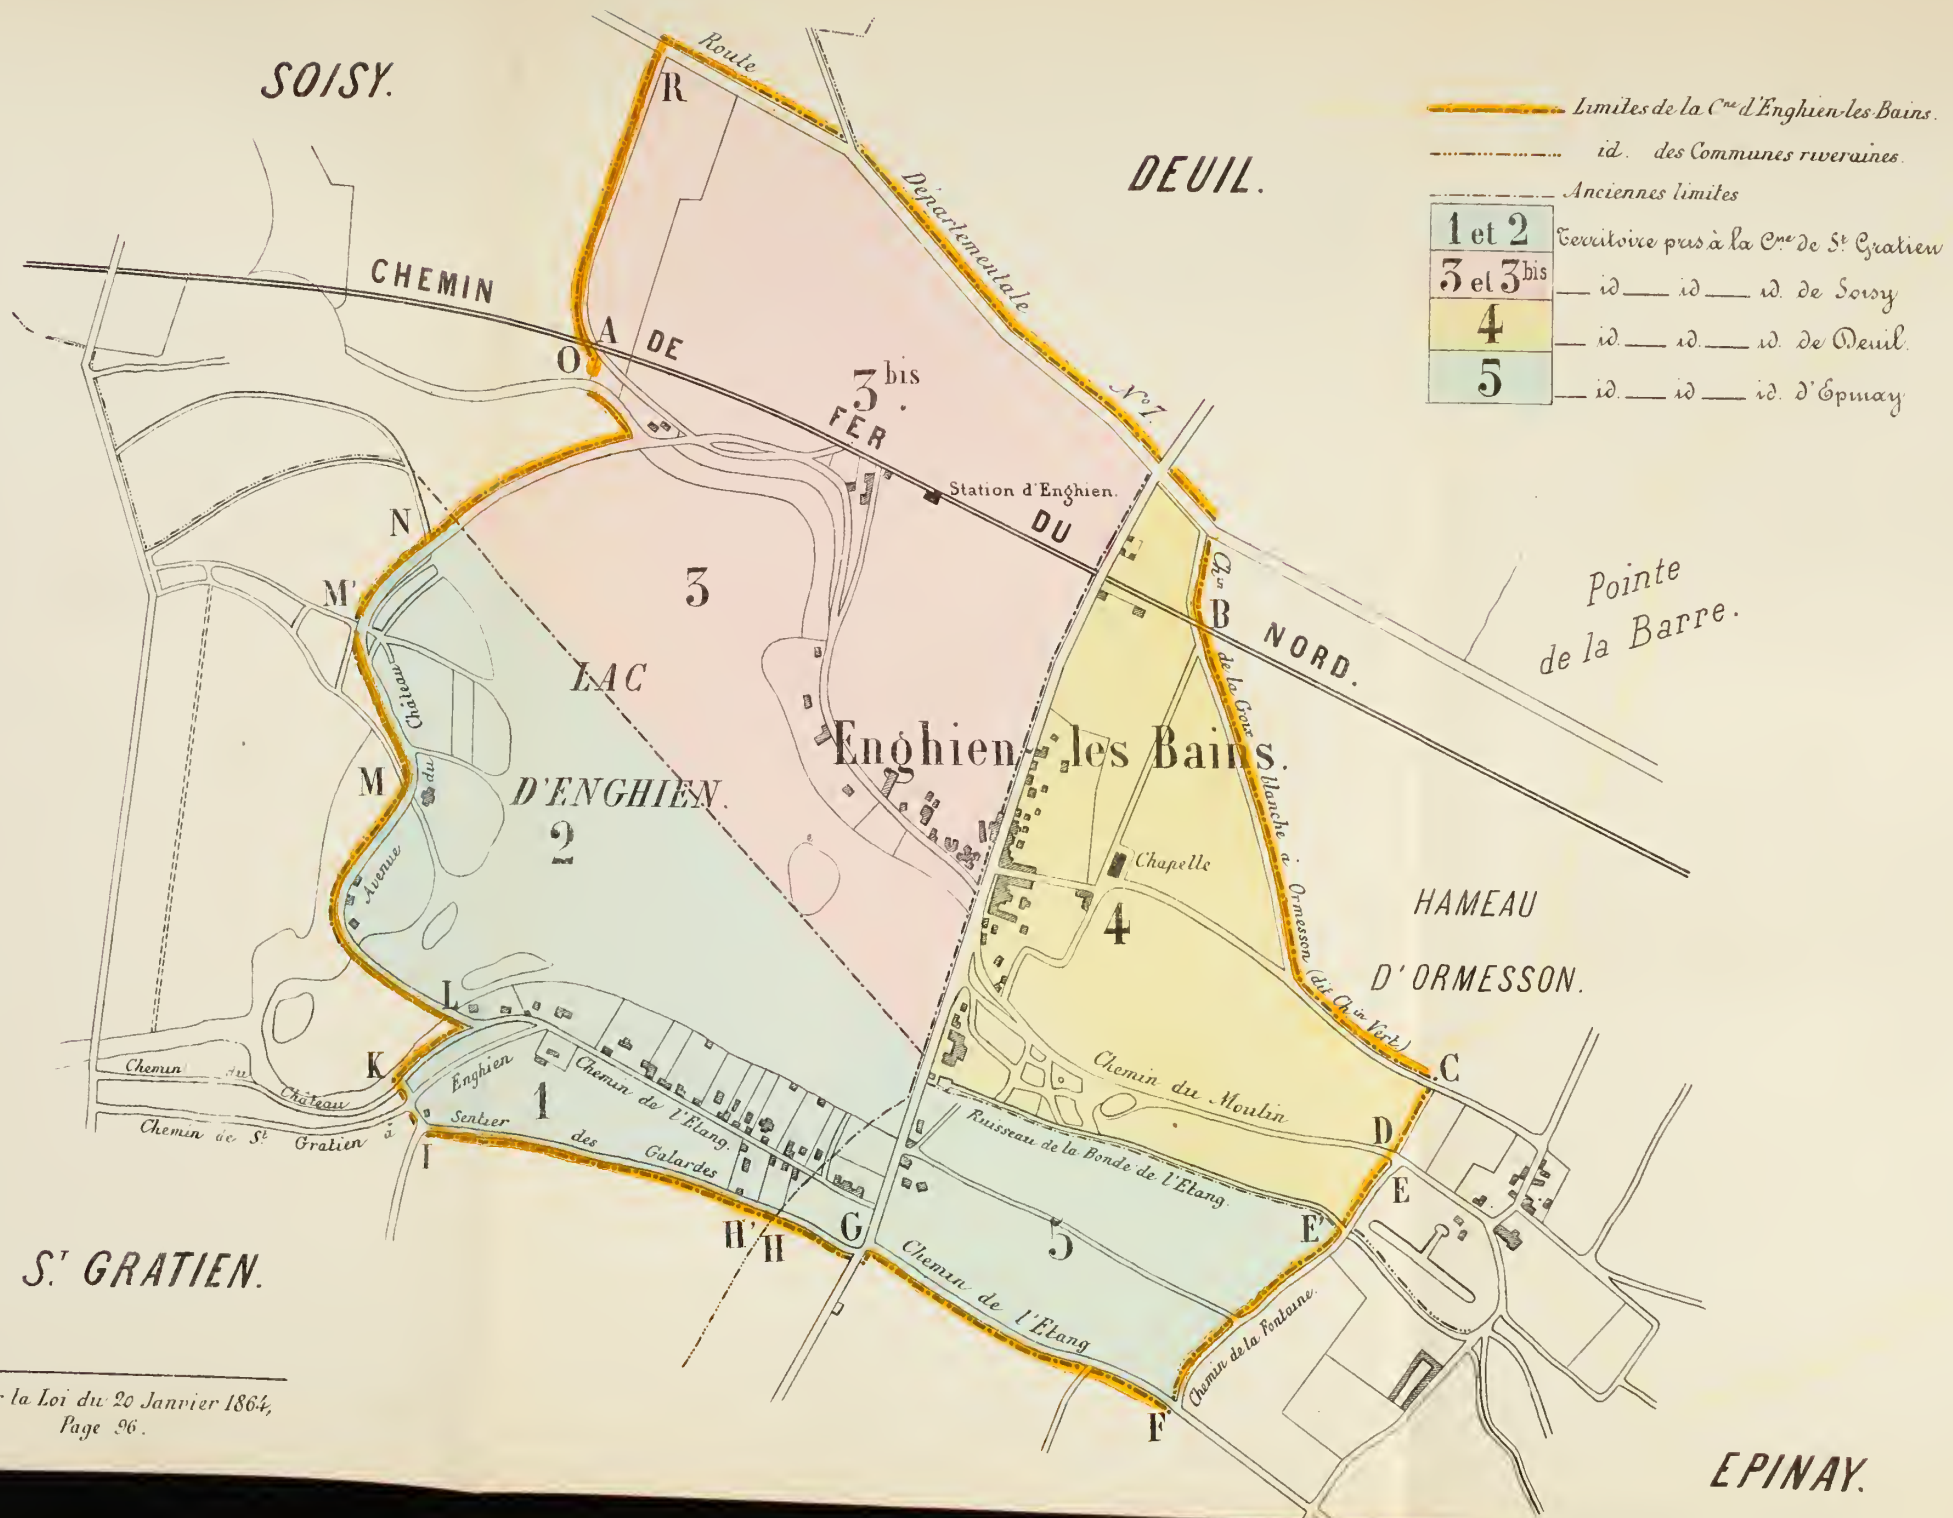 SOISY.
DEUIL.
Limites de la Cne d'Enghien-les-Bains.
id. des Communes riveraines.
Anciennes limites
1 et 2 Territoire pris à la Cne de St Gratien
3 et 3bis id id id. de Soisy
4 id. id. id. de Deuil.
5 id. id id. d'Epinay
Route
Départementale
No 7.
R
CHEMIN
DE
FER
DU
NORD.
A
O
3bis
Station d'Enghien.
N
M'
3
Chn
B
de la Croix blanche à Ormesson (dit Chin Vert)
Pointe
de la Barre.
LAC
D'ENGHIEN.
2
Enghien les Bains.
M
Avenue
du
Château
Chapelle
4
HAMEAU
D'ORMESSON.
L
K
Chemin du
Château
Chemin de St Gratien à
Enghien
1
Chemin de l'Etang.
Sentier
des
Galardes
I
Chemin du Moulin
C
D
Ruisseau de la Bonde de l'Etang.
E
E'
H'
H
G
5
Chemin de
l'Etang
Chemin de la Fontaine.
F
ST GRATIEN.
la Loi du 20 Janvier 1864,
Page 96.
EPINAY.